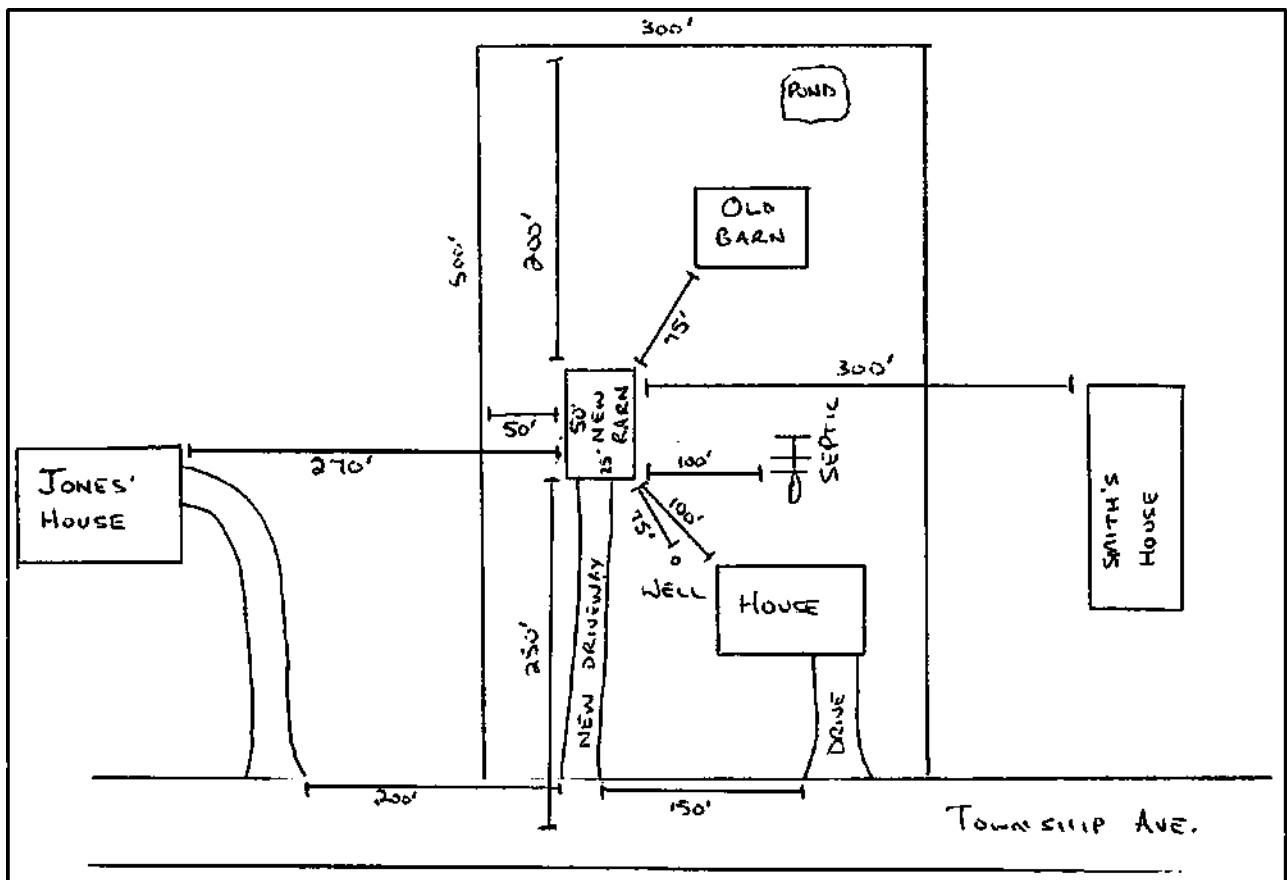 300'
POND
OLD
BARN
500'
200'
75'
300'
50'
50'
NEW
BARN
25'
270'
JONES'
HOUSE
100'
SEPTIC
100'
75'
WELL
HOUSE
SMITH'S
HOUSE
NEW DRIVEWAY
250'
DRIVE
200'
150'
TOWNSHIP AVE.